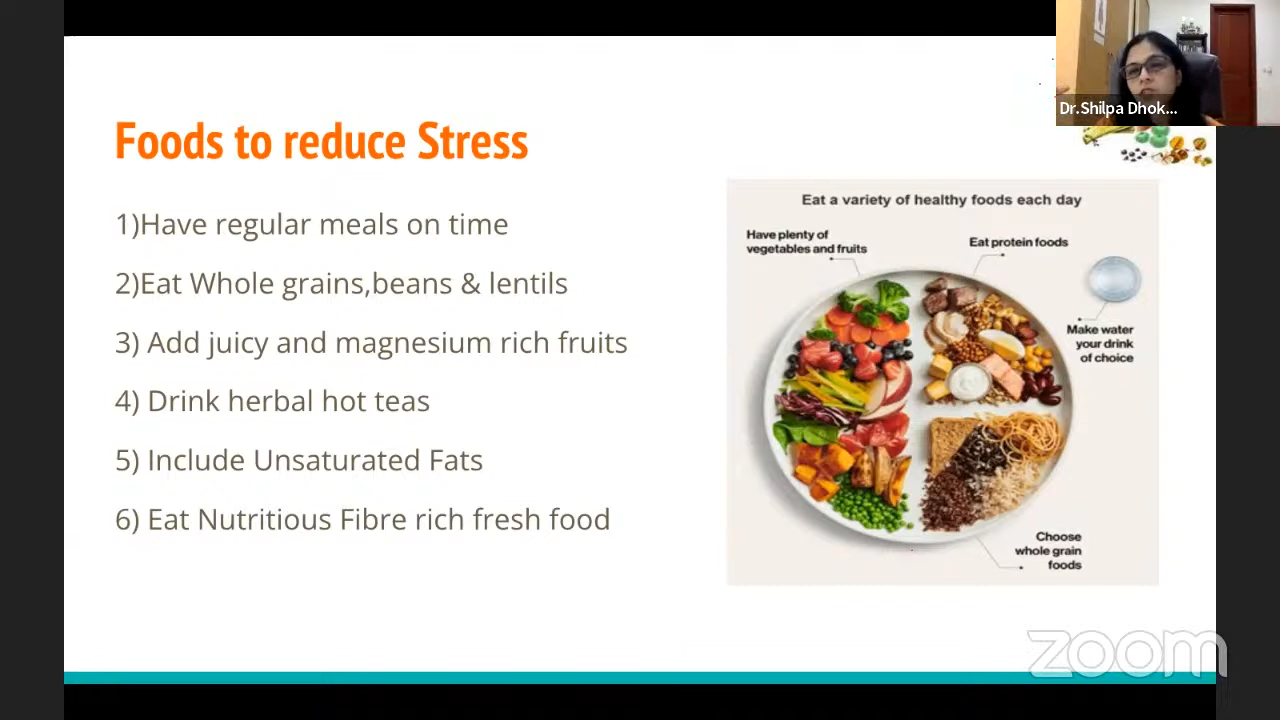 Dr.Shilpa Dhok...
Foods to reduce Stress
1)Have regular meals on time
2)Eat Whole grains,beans & lentils
3) Add juicy and magnesium rich fruits
4) Drink herbal hot teas
5) Include Unsaturated Fats
6) Eat Nutritious Fibre rich fresh food
Eat a variety of healthy foods each day
Have plenty of
vegetables and fruits
Eat protein foods
Make water
your drink
of choice
Choose
whole grain
foods
zoom